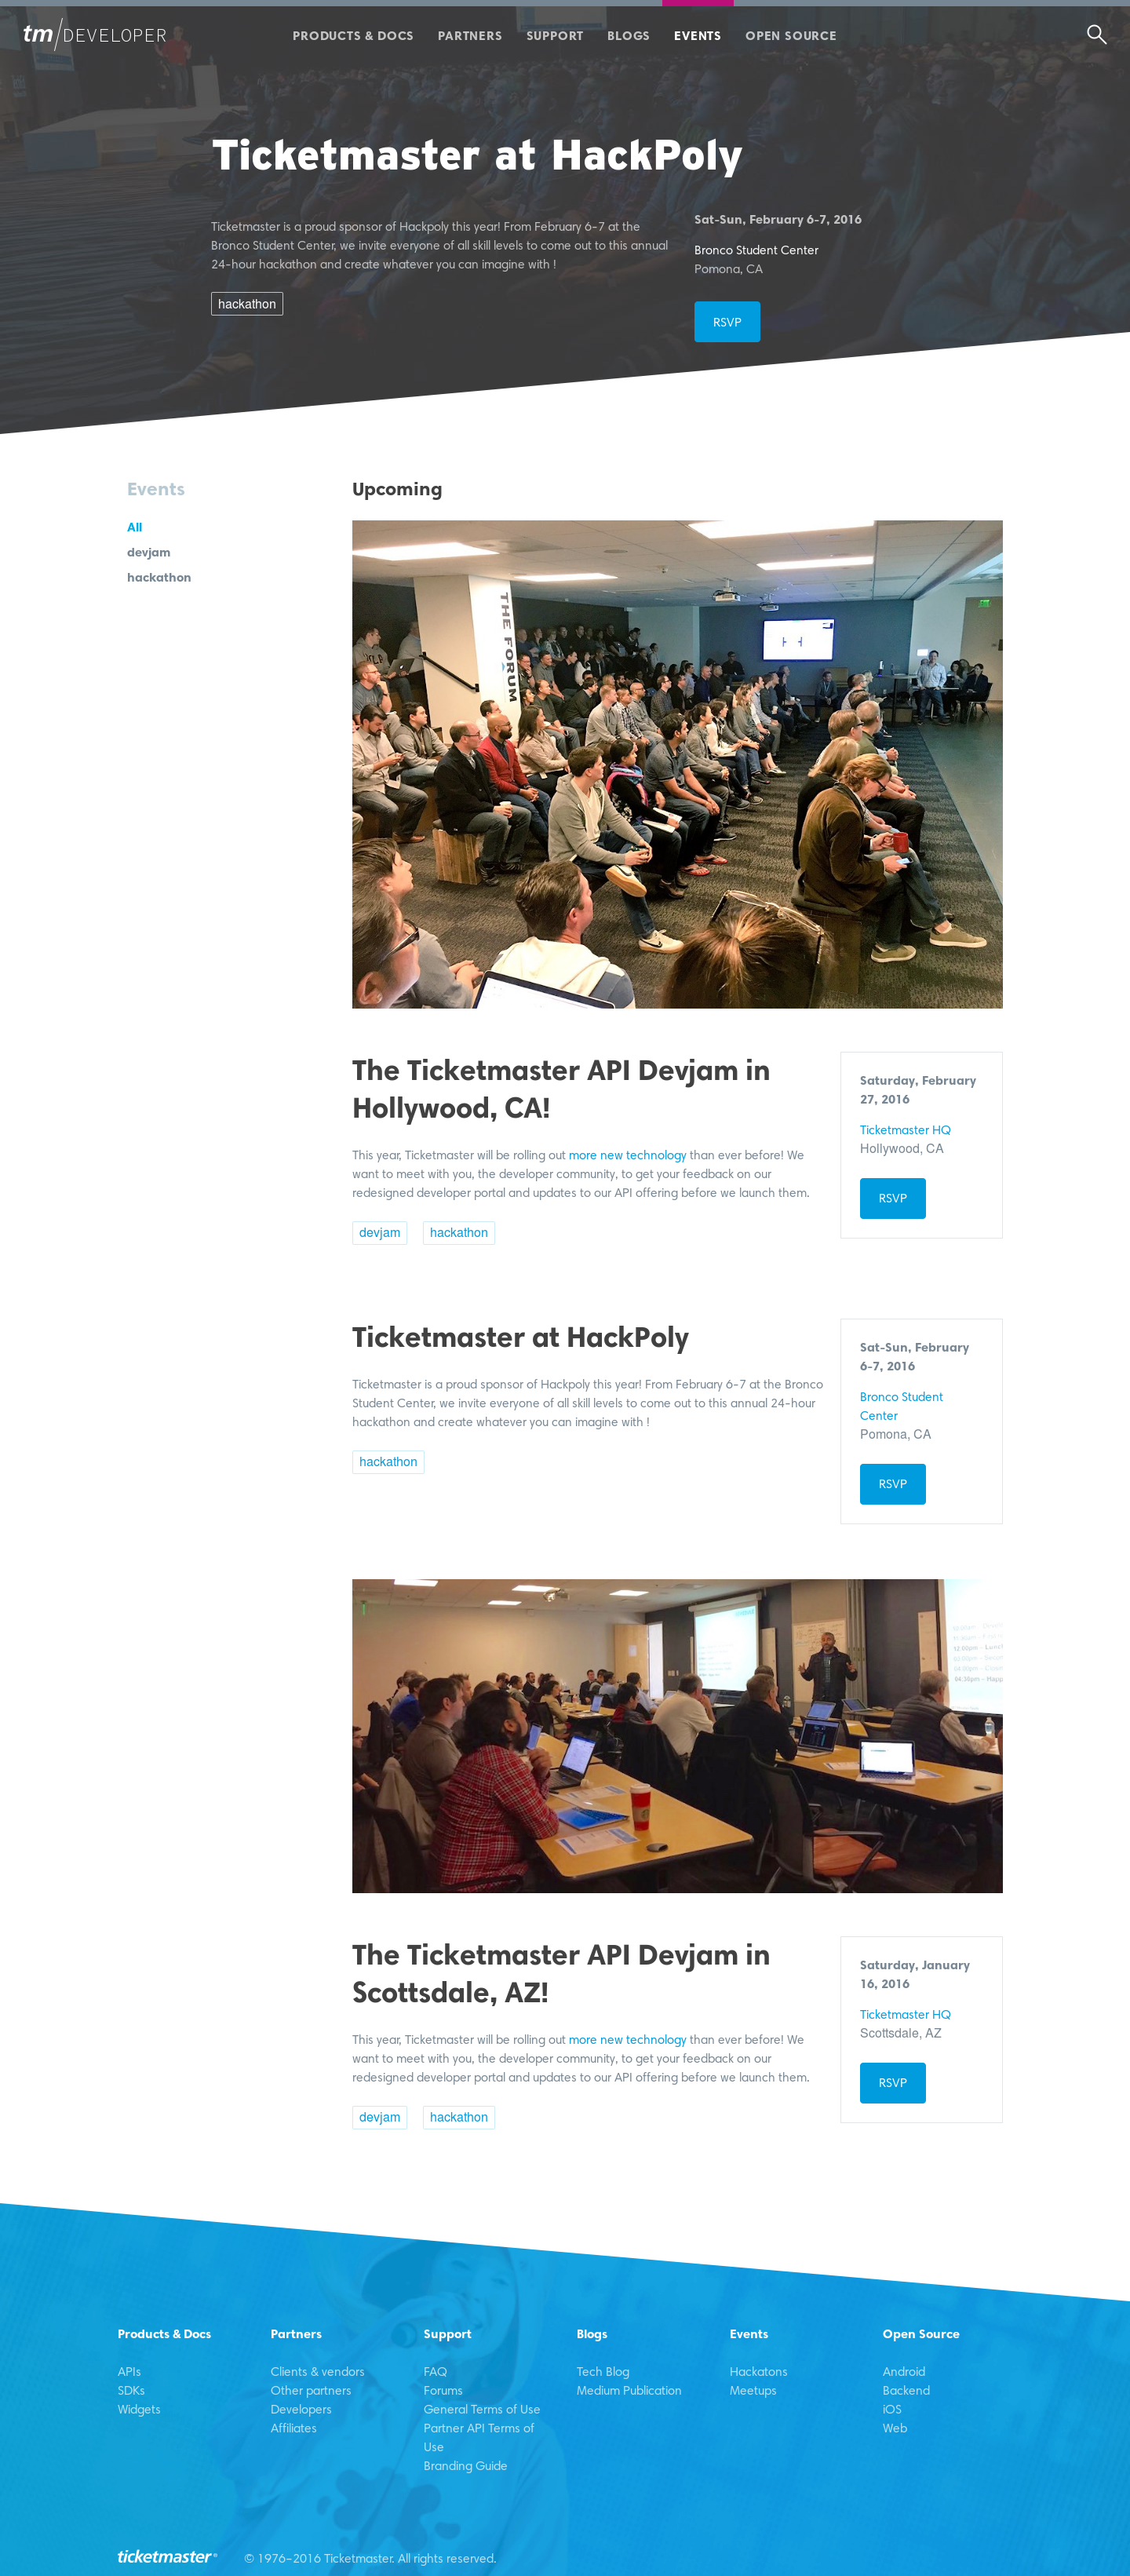 tm/DEVELOPER
PRODUCTS & DOCS PARTNERS SUPPORT BLOGS EVENTS OPEN SOURCE
Ticketmaster at HackPoly
Ticketmaster is a proud sponsor of Hackpoly this year! From February 6-7 at the
Bronco Student Center, we invite everyone of all skill levels to come out to this annual
24-hour hackathon and create whatever you can imagine with !
hackathon
Sat-Sun, February 6-7, 2016
Bronco Student Center
Pomona, CA
RSVP
Events
All
devjam
hackathon
Upcoming
THE FORUM
The Ticketmaster API Devjam in
Hollywood, CA!
This year, Ticketmaster will be rolling out more new technology than ever before! We
want to meet with you, the developer community, to get your feedback on our
redesigned developer portal and updates to our API offering before we launch them.
devjam hackathon
Saturday, February
27, 2016
Ticketmaster HQ
Hollywood, CA
RSVP
Ticketmaster at HackPoly
Ticketmaster is a proud sponsor of Hackpoly this year! From February 6-7 at the Bronco
Student Center, we invite everyone of all skill levels to come out to this annual 24-hour
hackathon and create whatever you can imagine with !
hackathon
Sat-Sun, February
6-7, 2016
Bronco Student
Center
Pomona, CA
RSVP
The Ticketmaster API Devjam in
Scottsdale, AZ!
This year, Ticketmaster will be rolling out more new technology than ever before! We
want to meet with you, the developer community, to get your feedback on our
redesigned developer portal and updates to our API offering before we launch them.
devjam hackathon
Saturday, January
16, 2016
Ticketmaster HQ
Scottsdale, AZ
RSVP
Products & Docs
APIs
SDKs
Widgets
Partners
Clients & vendors
Other partners
Developers
Affiliates
Support
FAQ
Forums
General Terms of Use
Partner API Terms of
Use
Branding Guide
Blogs
Tech Blog
Medium Publication
Events
Hackatons
Meetups
Open Source
Android
Backend
iOS
Web
ticketmaster®
© 1976-2016 Ticketmaster. All rights reserved.